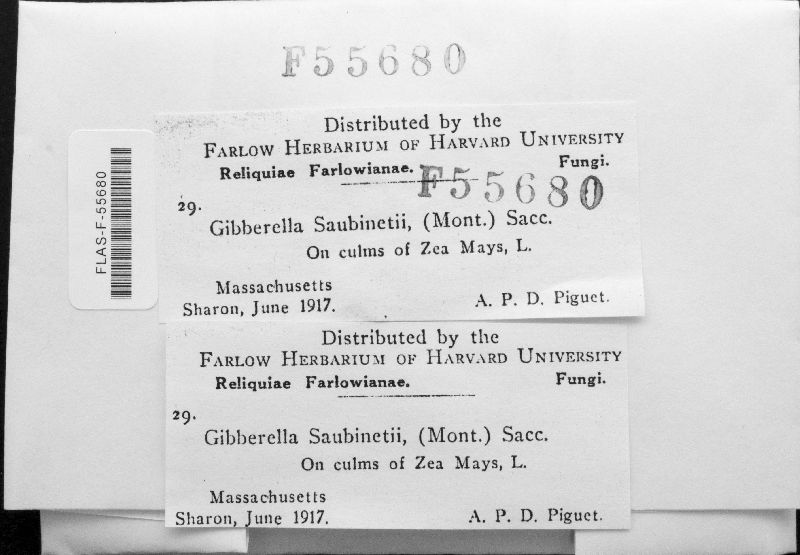 F55680
FLAS-F-55680
Distributed by the
FARLOW HERBARIUM OF HARVARD UNIVERSITY
Reliquiae Farlowianae. Fungi.
F55680
29.
Gibberella Saubinetii, (Mont.) Sacc.
On culms of Zea Mays, L.
Massachusetts
Sharon, June 1917. A. P. D. Piguet.
Distributed by the
FARLOW HERBARIUM OF HARVARD UNIVERSITY
Reliquiae Farlowianae. Fungi.
29.
Gibberella Saubinetii, (Mont.) Sacc.
On culms of Zea Mays, L.
Massachusetts
Sharon, June 1917. A. P. D. Piguet.